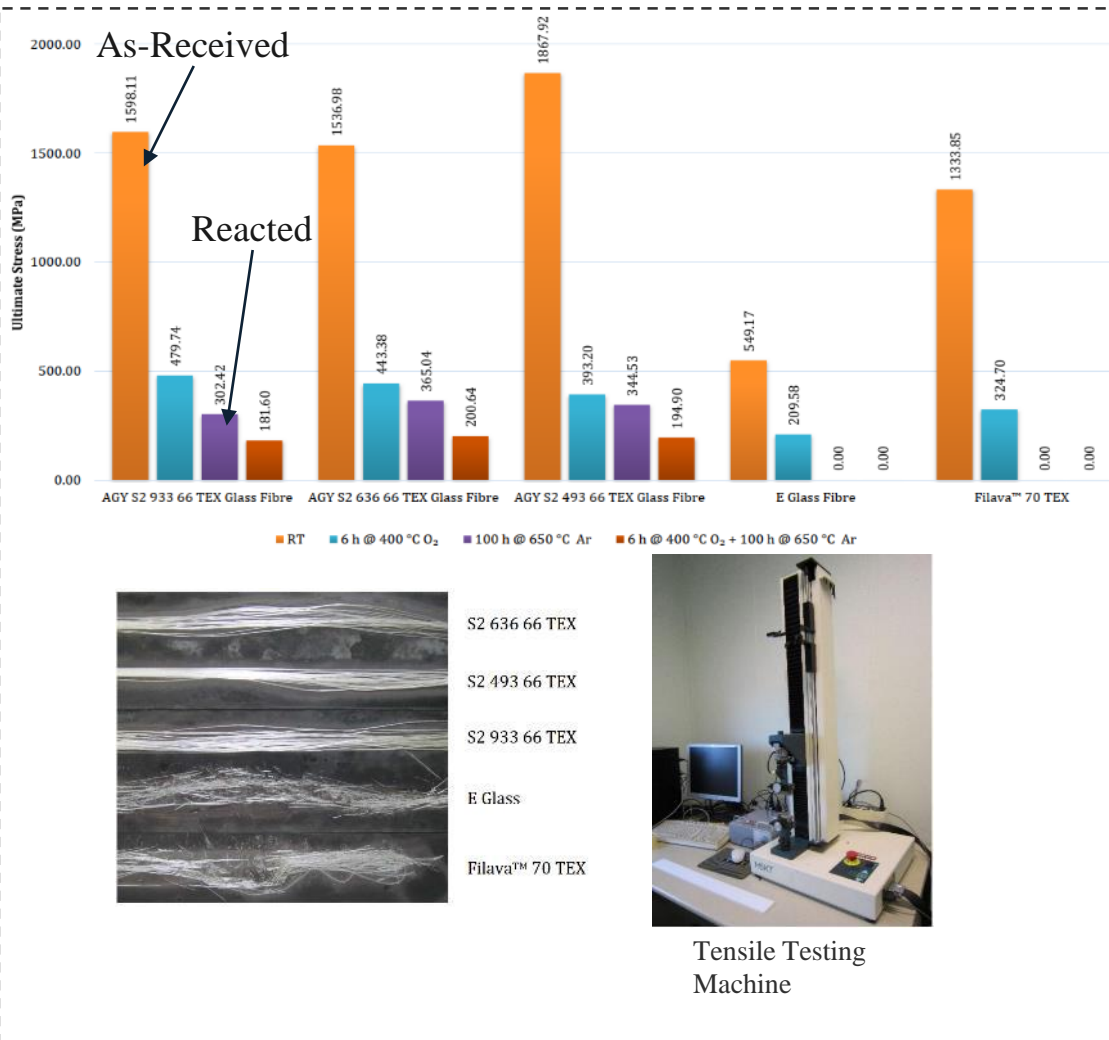 As-Received
Reacted
Ultimate Stress (MPa)
2000.00
1500.00
1000.00
500.00
0.00
1598.11
479.74
302.42
181.60
1536.98
443.38
365.04
200.64
1867.92
393.20
344.53
194.90
549.17
209.58
0.00
0.00
1333.85
324.70
0.00
0.00
AGY S2 933 66 TEX Glass Fibre
AGY S2 636 66 TEX Glass Fibre
AGY S2 493 66 TEX Glass Fibre
E Glass Fibre
Filava™ 70 TEX
RT
6 h @ 400 °C O₂
100 h @ 650 °C Ar
6 h @ 400 °C O₂ + 100 h @ 650 °C Ar
S2 636 66 TEX
S2 493 66 TEX
S2 933 66 TEX
E Glass
Filava™ 70 TEX
Tensile Testing
Machine